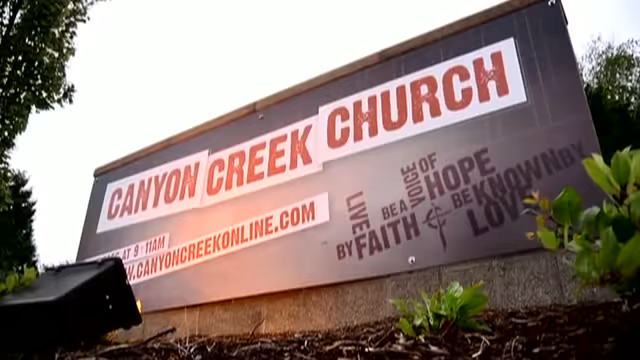 CANYON CREEK CHURCH
AT 9 & 11AM
WWW.CANYONCREEKONLINE.COM
LIVE BY FAITH
BE A VOICE OF HOPE
BE KNOWN BY LOVE